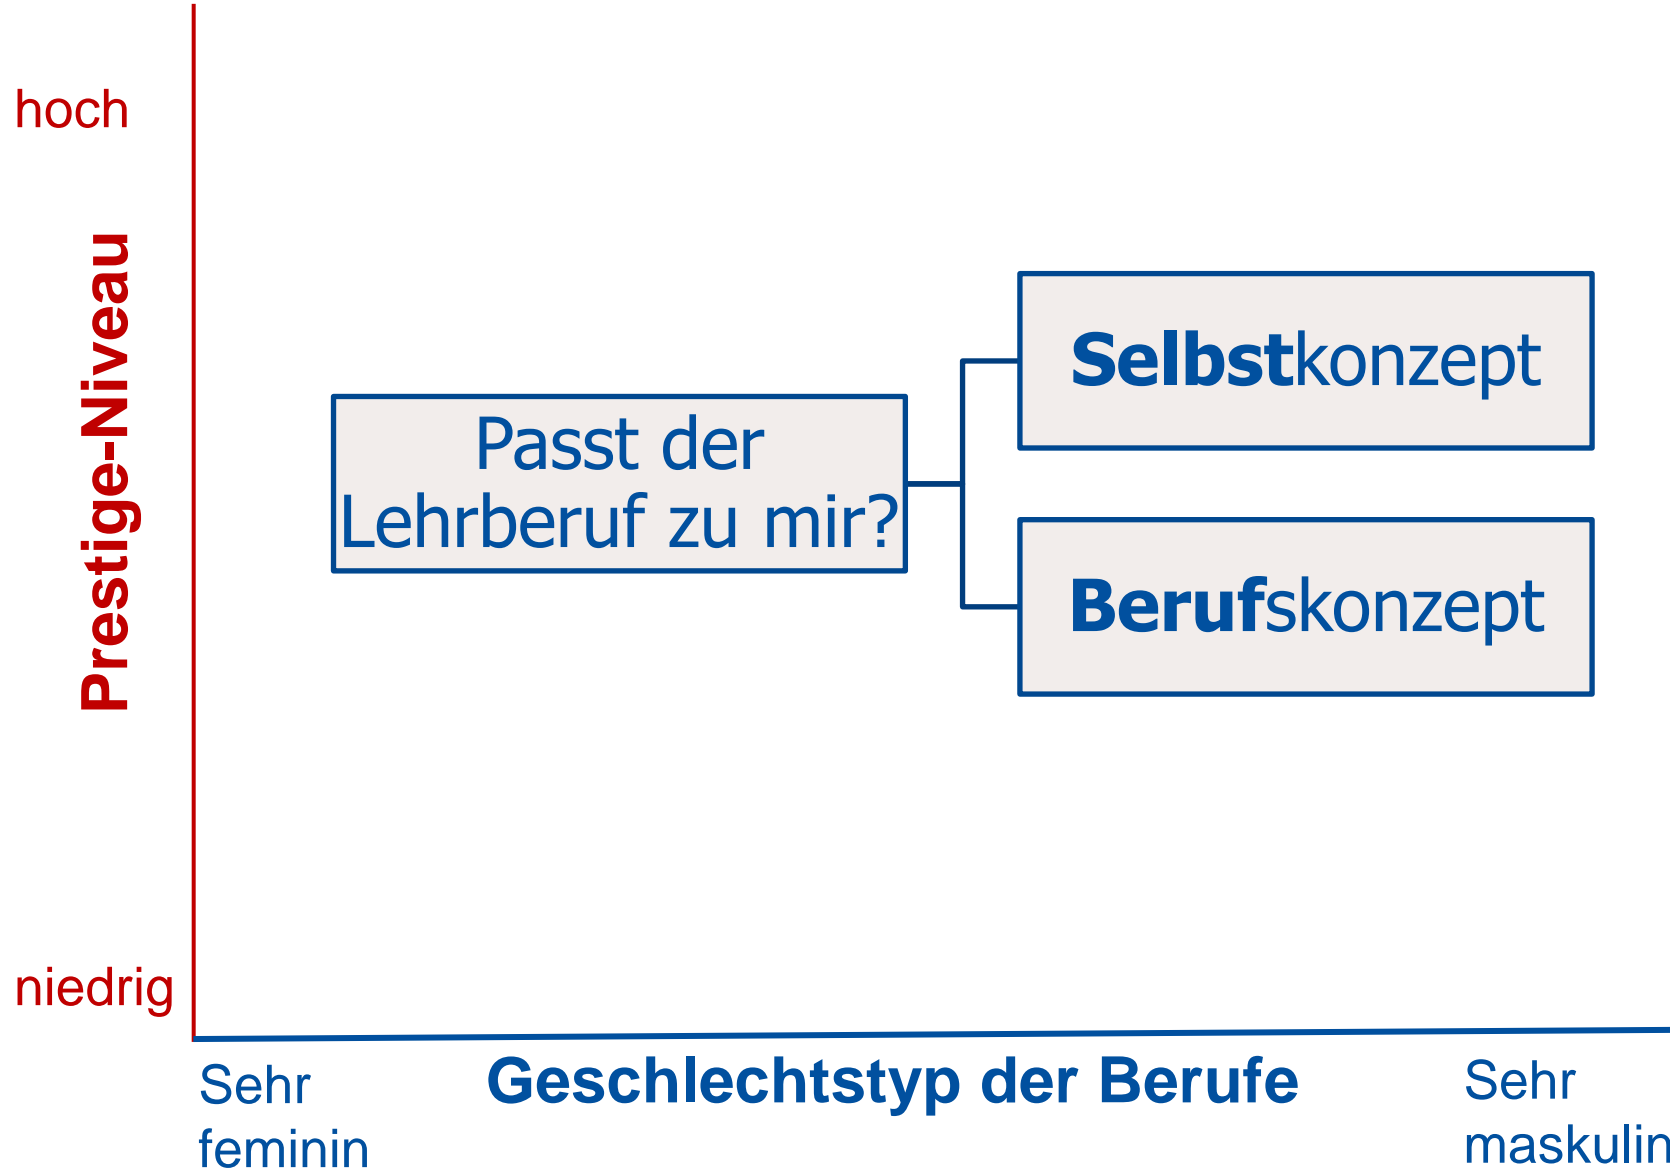 hoch
Prestige-Niveau
niedrig
Passt der
Lehrberuf zu mir?
Selbstkonzept
Berufskonzept
Sehr
feminin
Geschlechtstyp der Berufe
Sehr
maskulin